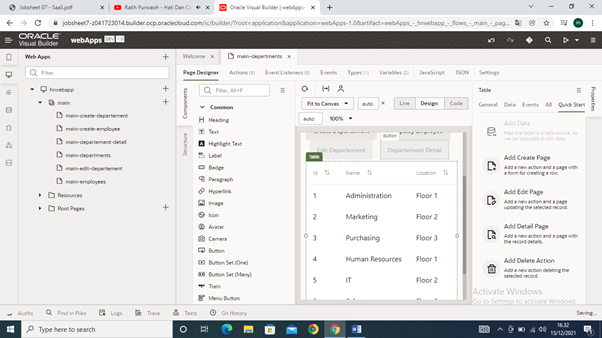 Jobsheet 07 - SaaS.pdf
Ratih Purwasih - Hati Dan C
Oracle Visual Builder | webApps -
jobsheet7-z041723014.builder.ocp.oraclecloud.com/ic/builder/?root=application&application=webApps-1.0&artifact=webApps_-_hrwebapp_-_flows_-_main_-_pag...
ORACLE
Visual Builder
webApps
DEV
1.0
Web Apps
Filter
hrwebapp
main
main-create-departement
main-create-employee
main-departement-detail
main-departments
main-edit-departement
main-employees
Resources
Root Pages
Welcome
main-departments
Page Designer
Actions (3)
Event Listeners (3)
Events
Types (1)
Variables (2)
JavaScript
JSON
Settings
Components
Structure
Filter, Alt+F
Common
Heading
Text
Highlight Text
Label
Badge
Paragraph
Hyperlink
Image
Icon
Avatar
Camera
Button
Button Set (One)
Button Set (Many)
Train
Menu Button
Fit to Canvas
auto
Live
Design
Code
auto
100%
Button
Edit Departement
Departement Detail
Table
Id
Name
Location
1 Administration Floor 1
2 Marketing Floor 2
3 Purchasing Floor 3
4 Human Resources Floor 1
5 IT Floor 2
Table
General
Data
Events
All
Quick Start
Properties
Add Data
Map the table to a data source, so
we can populate it with data.
Add Create Page
Add a new action and a page with
a form for creating a row.
Add Edit Page
Add a new action and a page
updating the selected record.
Add Detail Page
Add a new action and a page with
the record details.
Add Delete Action
Add a new action deleting the
selected record.
Activate Windows
Go to Settings to activate Windows.
Audits
Find in Files
Logs
Trace
Tests
Git History
Saving...
Type here to search
16.32
15/12/2021